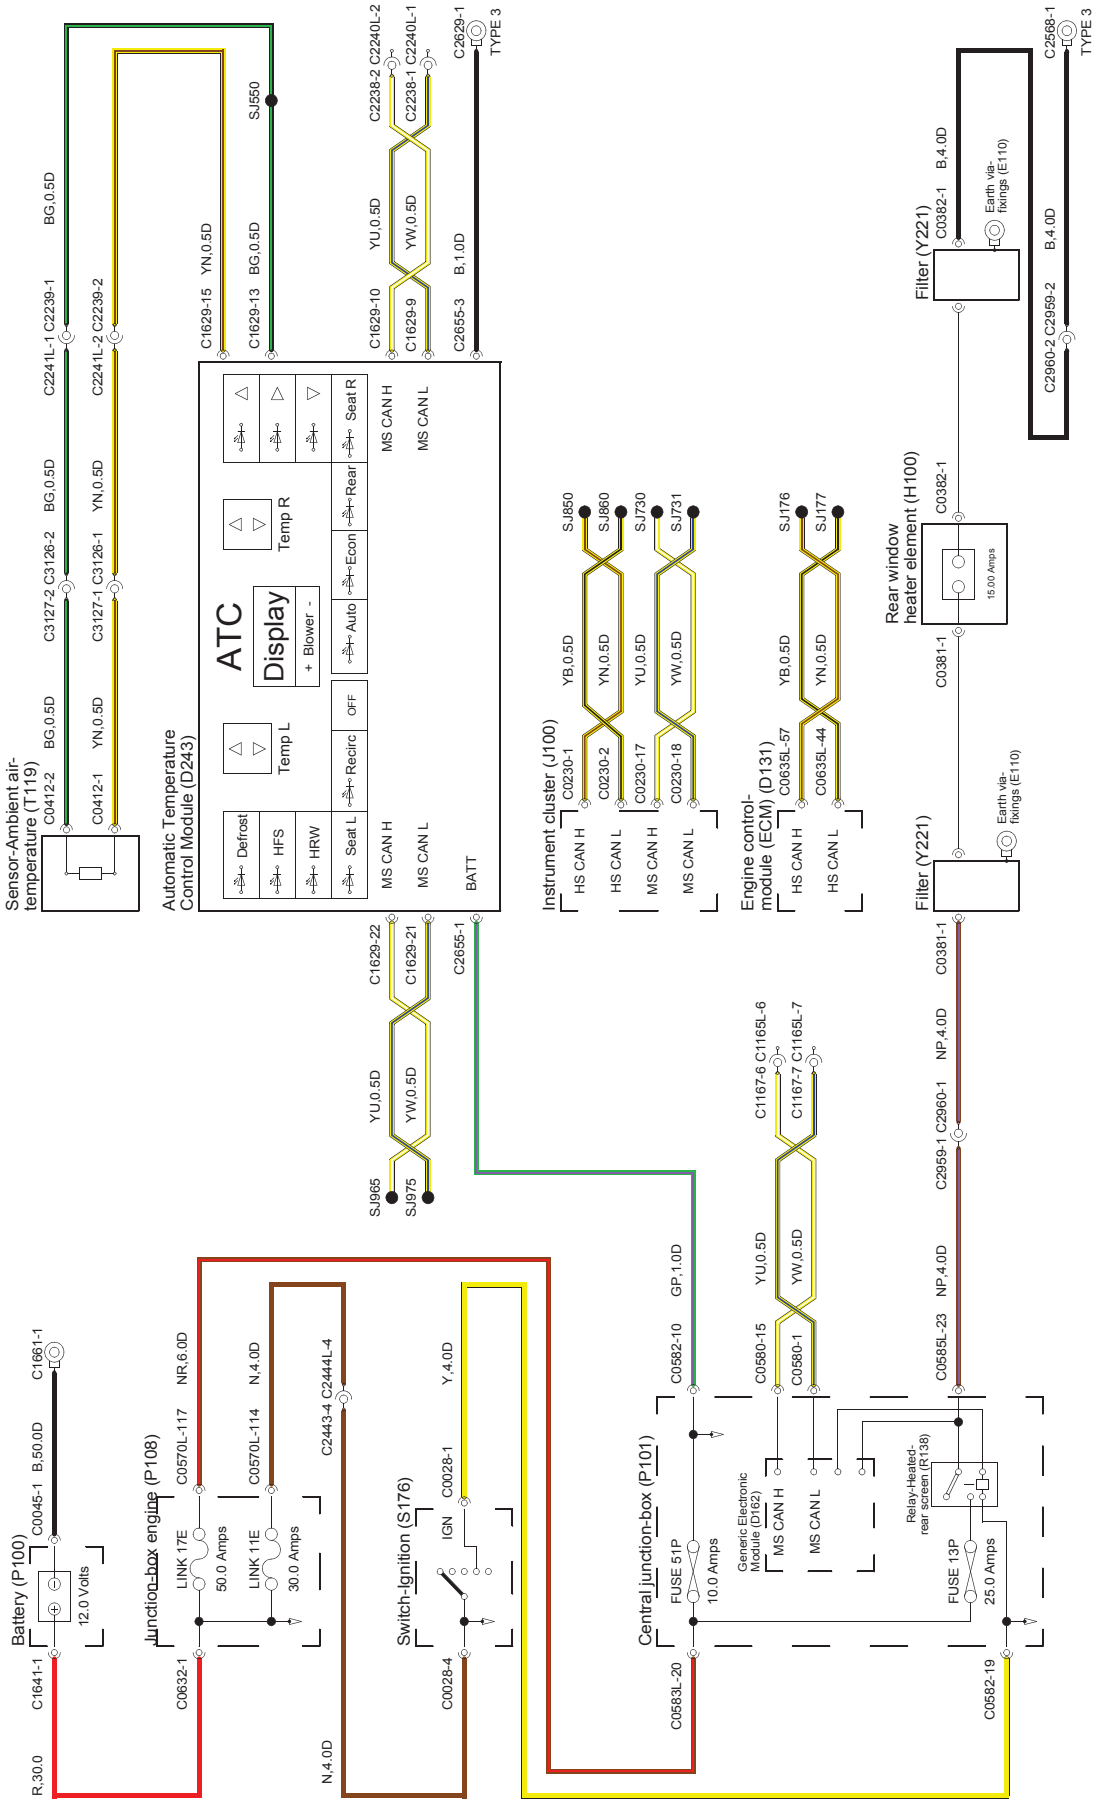 Battery (P100)
12.0 Volts
C1641-1
R,30.0
C0045-1
B,50.0D
C1661-1
Junction-box engine (P108)
C0632-1
LINK 17E
50.0 Amps
LINK 11E
30.0 Amps
C0570L-117
NR,6.0D
C0570L-114
N,4.0D
C2443-4
C2444L-4
N,4.0D
Switch-Ignition (S176)
IGN
C0028-4
C0028-1
Y,4.0D
Central junction-box (P101)
C0583L-20
FUSE 51P
10.0 Amps
C0582-10
GP,1.0D
Generic Electronic
Module (D162)
MS CAN H
MS CAN L
C0580-15
YU,0.5D
C1167-6
C1165L-6
C0580-1
YW,0.5D
C1167-7
C1165L-7
Relay-Heated-
rear screen (R138)
FUSE 13P
25.0 Amps
C0582-19
C0585L-23
NP,4.0D
C2959-1
C2960-1
NP,4.0D
C0381-1
Sensor-Ambient air-
temperature (T119)
C0412-2
BG,0.5D
C3127-2
C3126-2
BG,0.5D
C2241L-1
C2239-1
BG,0.5D
C0412-1
YN,0.5D
C3127-1
C3126-1
YN,0.5D
C2241L-2
C2239-2
Automatic Temperature
Control Module (D243)
ATC
Display
+ Blower -
Temp L
Temp R
Defrost
HFS
HRW
Seat L
Recirc
OFF
Auto
Econ
Rear
Seat R
MS CAN H
MS CAN L
BATT
MS CAN H
MS CAN L
SJ965
SJ975
YU,0.5D
YW,0.5D
C1629-22
C1629-21
C2655-1
C1629-15
YN,0.5D
C1629-13
BG,0.5D
SJ550
C1629-10
YU,0.5D
C2238-2
C2240L-2
C1629-9
YW,0.5D
C2238-1
C2240L-1
C2655-3
B,1.0D
C2629-1
TYPE 3
Instrument cluster (J100)
HS CAN H
HS CAN L
MS CAN H
MS CAN L
C0230-1
YB,0.5D
SJ850
C0230-2
YN,0.5D
SJ860
C0230-17
YU,0.5D
SJ730
C0230-18
YW,0.5D
SJ731
Engine control-
module (ECM) (D131)
HS CAN H
HS CAN L
C0635L-57
YB,0.5D
SJ176
C0635L-44
YN,0.5D
SJ177
Filter (Y221)
Earth via-
fixings (E110)
Rear window
heater element (H100)
C0381-1
15.00 Amps
C0382-1
Filter (Y221)
Earth via-
fixings (E110)
C0382-1
B,4.0D
C2960-2
C2959-2
B,4.0D
C2568-1
TYPE 3